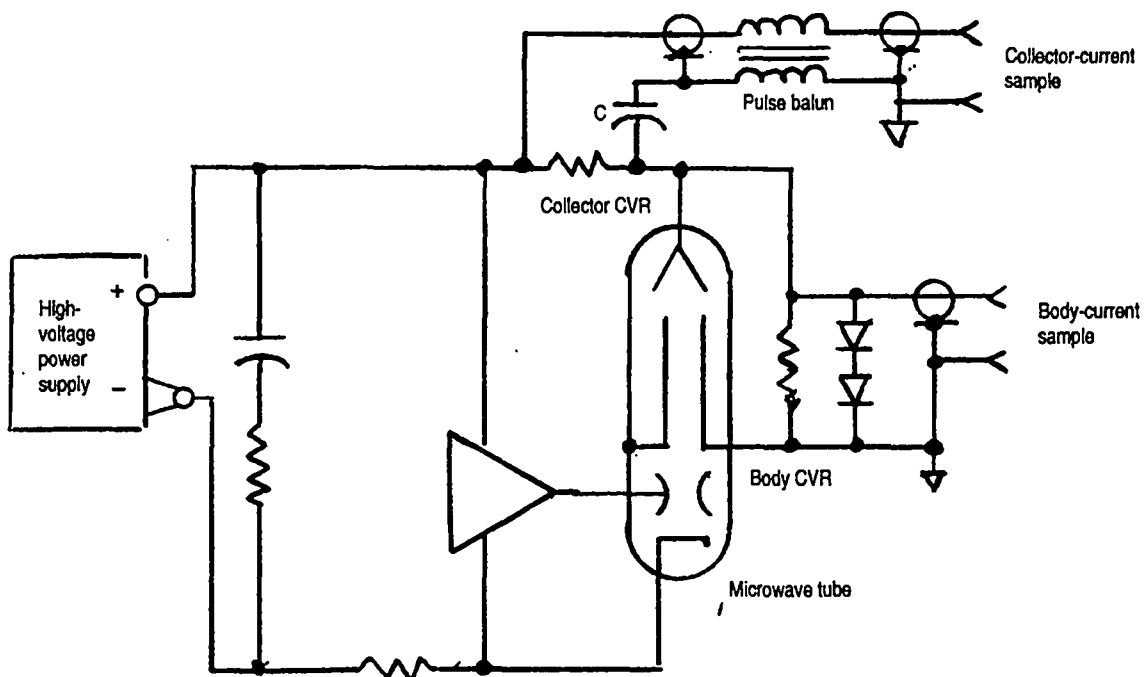 Collector-current
sample
Pulse balun
C
Collector CVR
High-
voltage
power
supply
+
−
Body-current
sample
Body CVR
Microwave tube